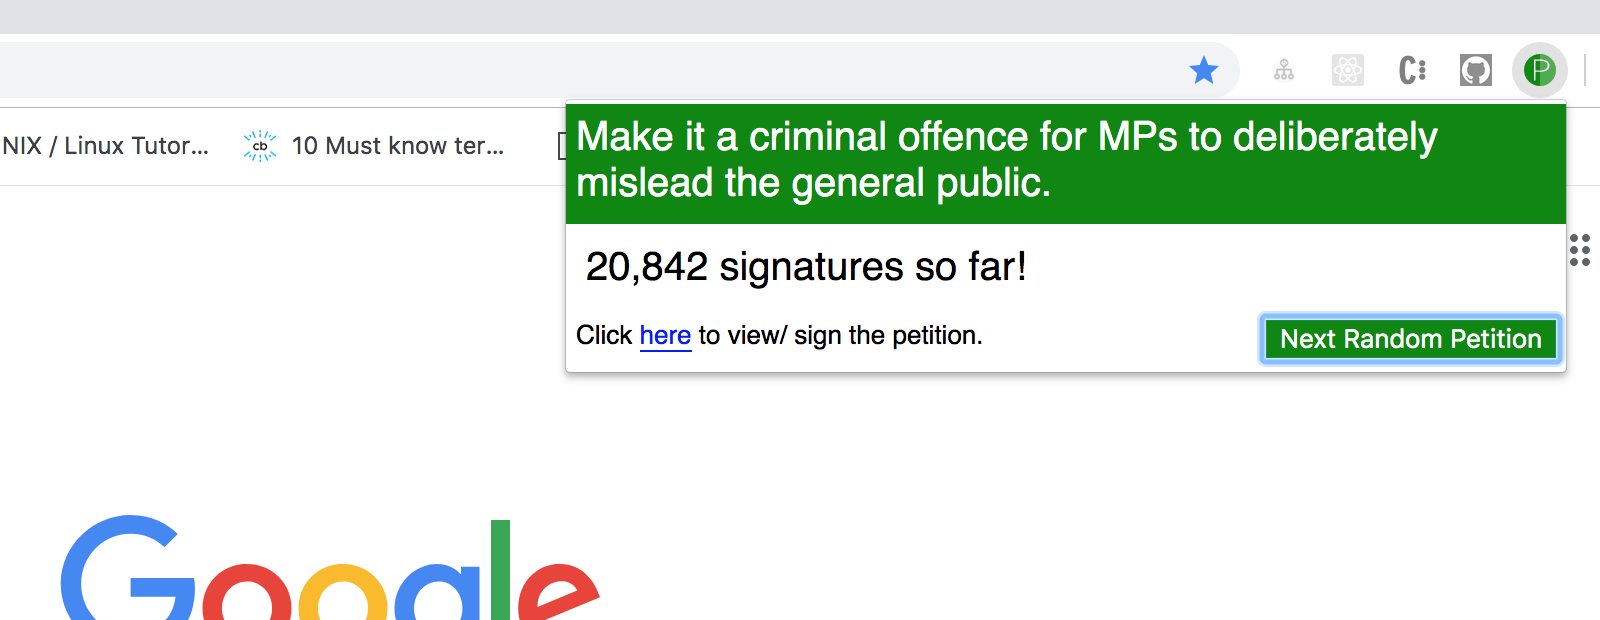 P
NIX / Linux Tutor...
cb
10 Must know ter...
Make it a criminal offence for MPs to deliberately
mislead the general public.
20,842 signatures so far!
Click here to view/ sign the petition.
Next Random Petition
Google